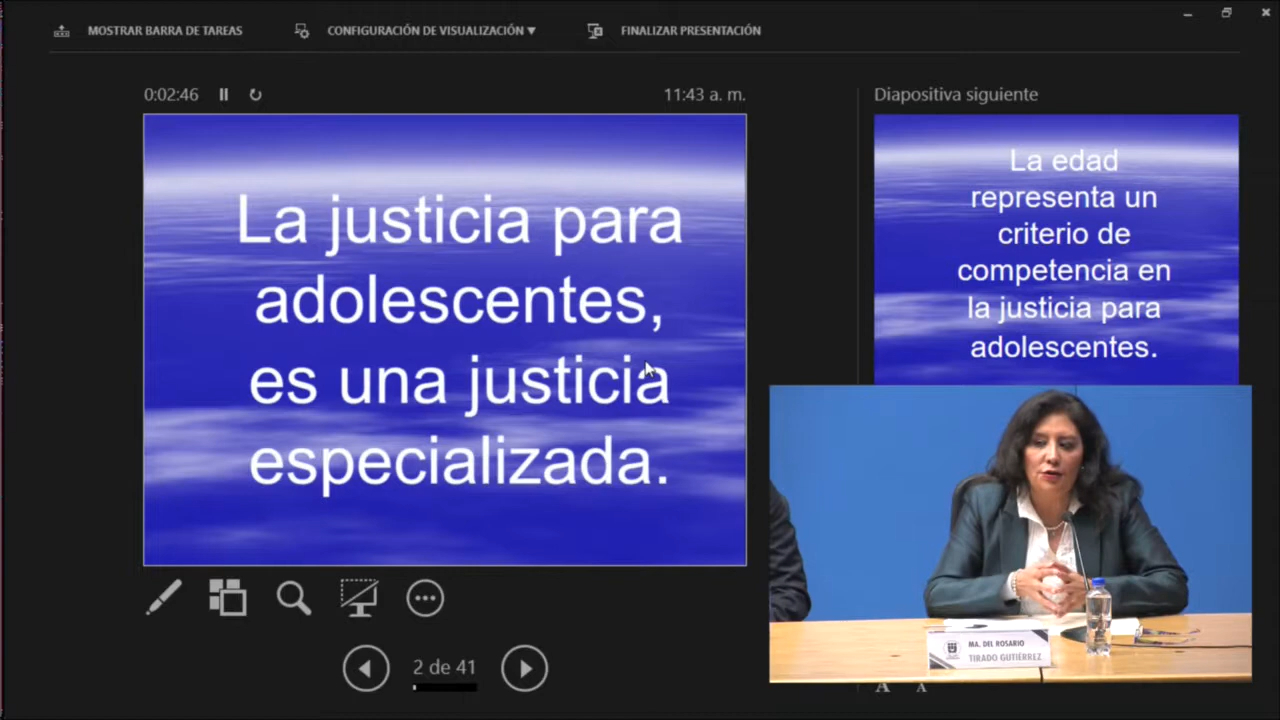 MOSTRAR BARRA DE TAREAS
CONFIGURACIÓN DE VISUALIZACIÓN ▼
FINALIZAR PRESENTACIÓN
0:02:46
11:43 a. m.
Diapositiva siguiente
La justicia para
adolescentes,
es una justicia
especializada.
La edad
representa un
criterio de
competencia en
la justicia para
adolescentes.
MA. DEL ROSARIO
TIRADO GUTIÉRREZ
2 de 41
A A